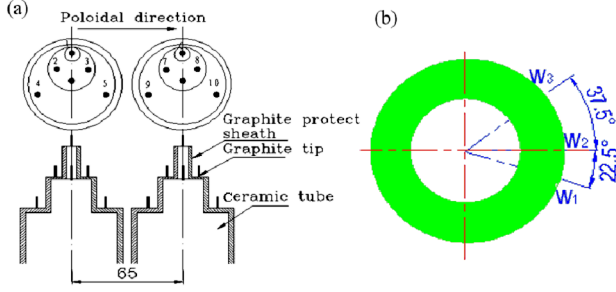 (a)
Poloidal direction
1 6
2 3 7 8
4 5 9 10
Graphite protect
sheath
Graphite tip
Ceramic tube
65
(b)
W3
37.5°
W2
22.5°
W1